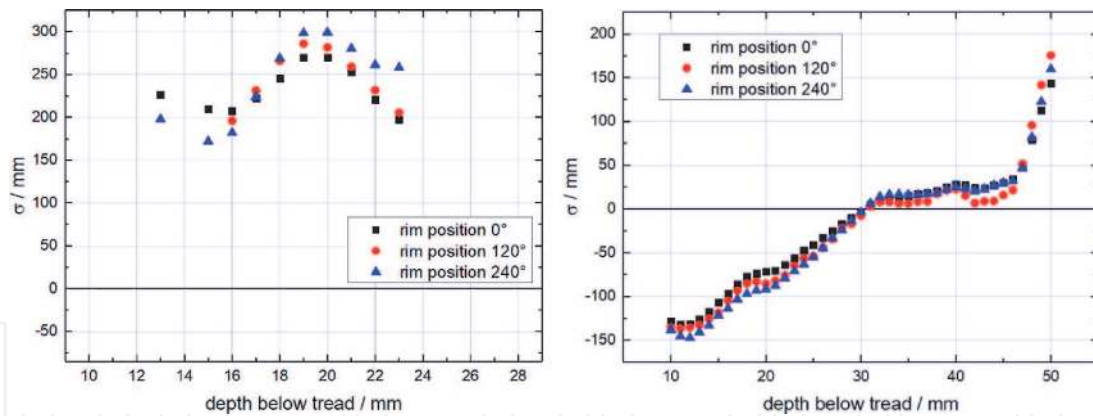 300
250
200
150
100
50
0
-50
σ / mm
rim position 0°
rim position 120°
rim position 240°
10 12 14 16 18 20 22 24 26 28
depth below tread / mm
200
150
100
50
0
-50
-100
-150
σ / mm
rim position 0°
rim position 120°
rim position 240°
10 20 30 40 50
depth below tread / mm